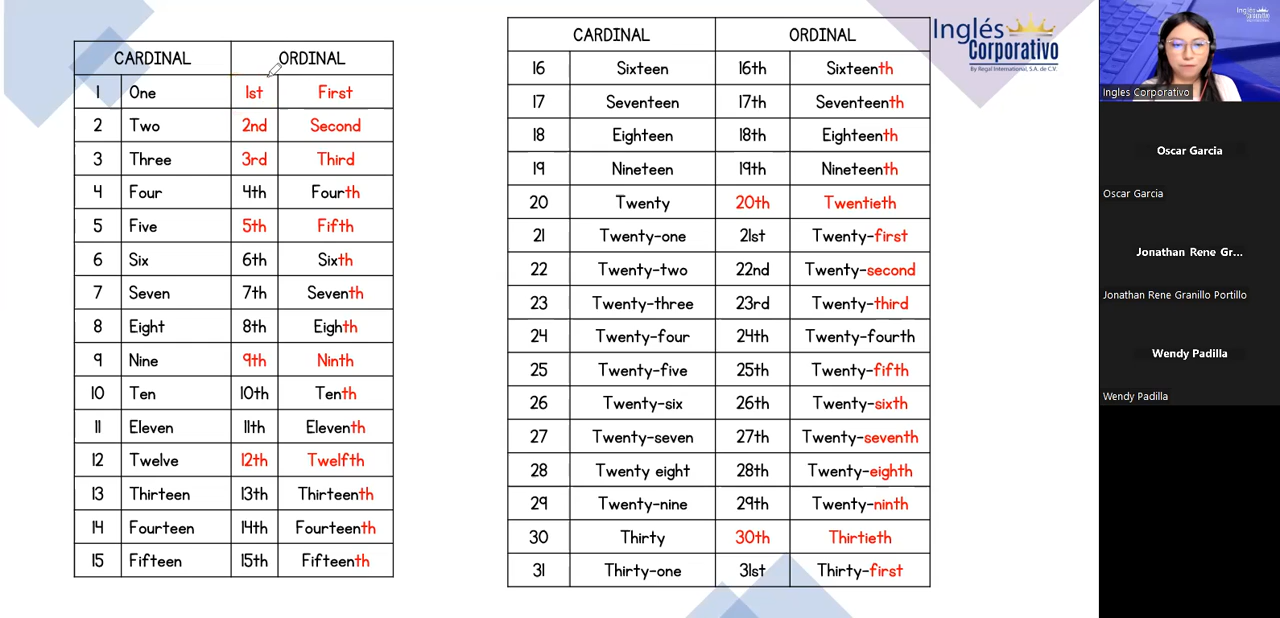 CARDINAL ORDINAL
1 One 1st First
2 Two 2nd Second
3 Three 3rd Third
4 Four 4th Fourth
5 Five 5th Fifth
6 Six 6th Sixth
7 Seven 7th Seventh
8 Eight 8th Eighth
9 Nine 9th Ninth
10 Ten 10th Tenth
11 Eleven 11th Eleventh
12 Twelve 12th Twelfth
13 Thirteen 13th Thirteenth
14 Fourteen 14th Fourteenth
15 Fifteen 15th Fifteenth
CARDINAL ORDINAL
16 Sixteen 16th Sixteenth
17 Seventeen 17th Seventeenth
18 Eighteen 18th Eighteenth
19 Nineteen 19th Nineteenth
20 Twenty 20th Twentieth
21 Twenty-one 21st Twenty-first
22 Twenty-two 22nd Twenty-second
23 Twenty-three 23rd Twenty-third
24 Twenty-four 24th Twenty-fourth
25 Twenty-five 25th Twenty-fifth
26 Twenty-six 26th Twenty-sixth
27 Twenty-seven 27th Twenty-seventh
28 Twenty eight 28th Twenty-eighth
29 Twenty-nine 29th Twenty-ninth
30 Thirty 30th Thirtieth
31 Thirty-one 31st Thirty-first
Inglés
Corporativo
By Regal International, S.A. de C.V.
Inglés
Corporativo
Ingles Corporativo
Oscar Garcia
Oscar Garcia
Jonathan Rene Gr...
Jonathan Rene Granillo Portillo
Wendy Padilla
Wendy Padilla